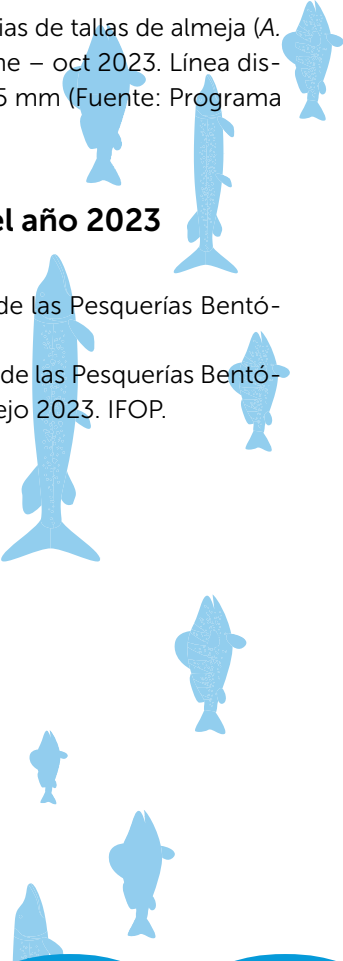 ias de tallas de almeja (A.
ne – oct 2023. Línea dis-
5 mm (Fuente: Programa
el año 2023
de las Pesquerías Bentó-
de las Pesquerías Bentó-
ejo 2023. IFOP.